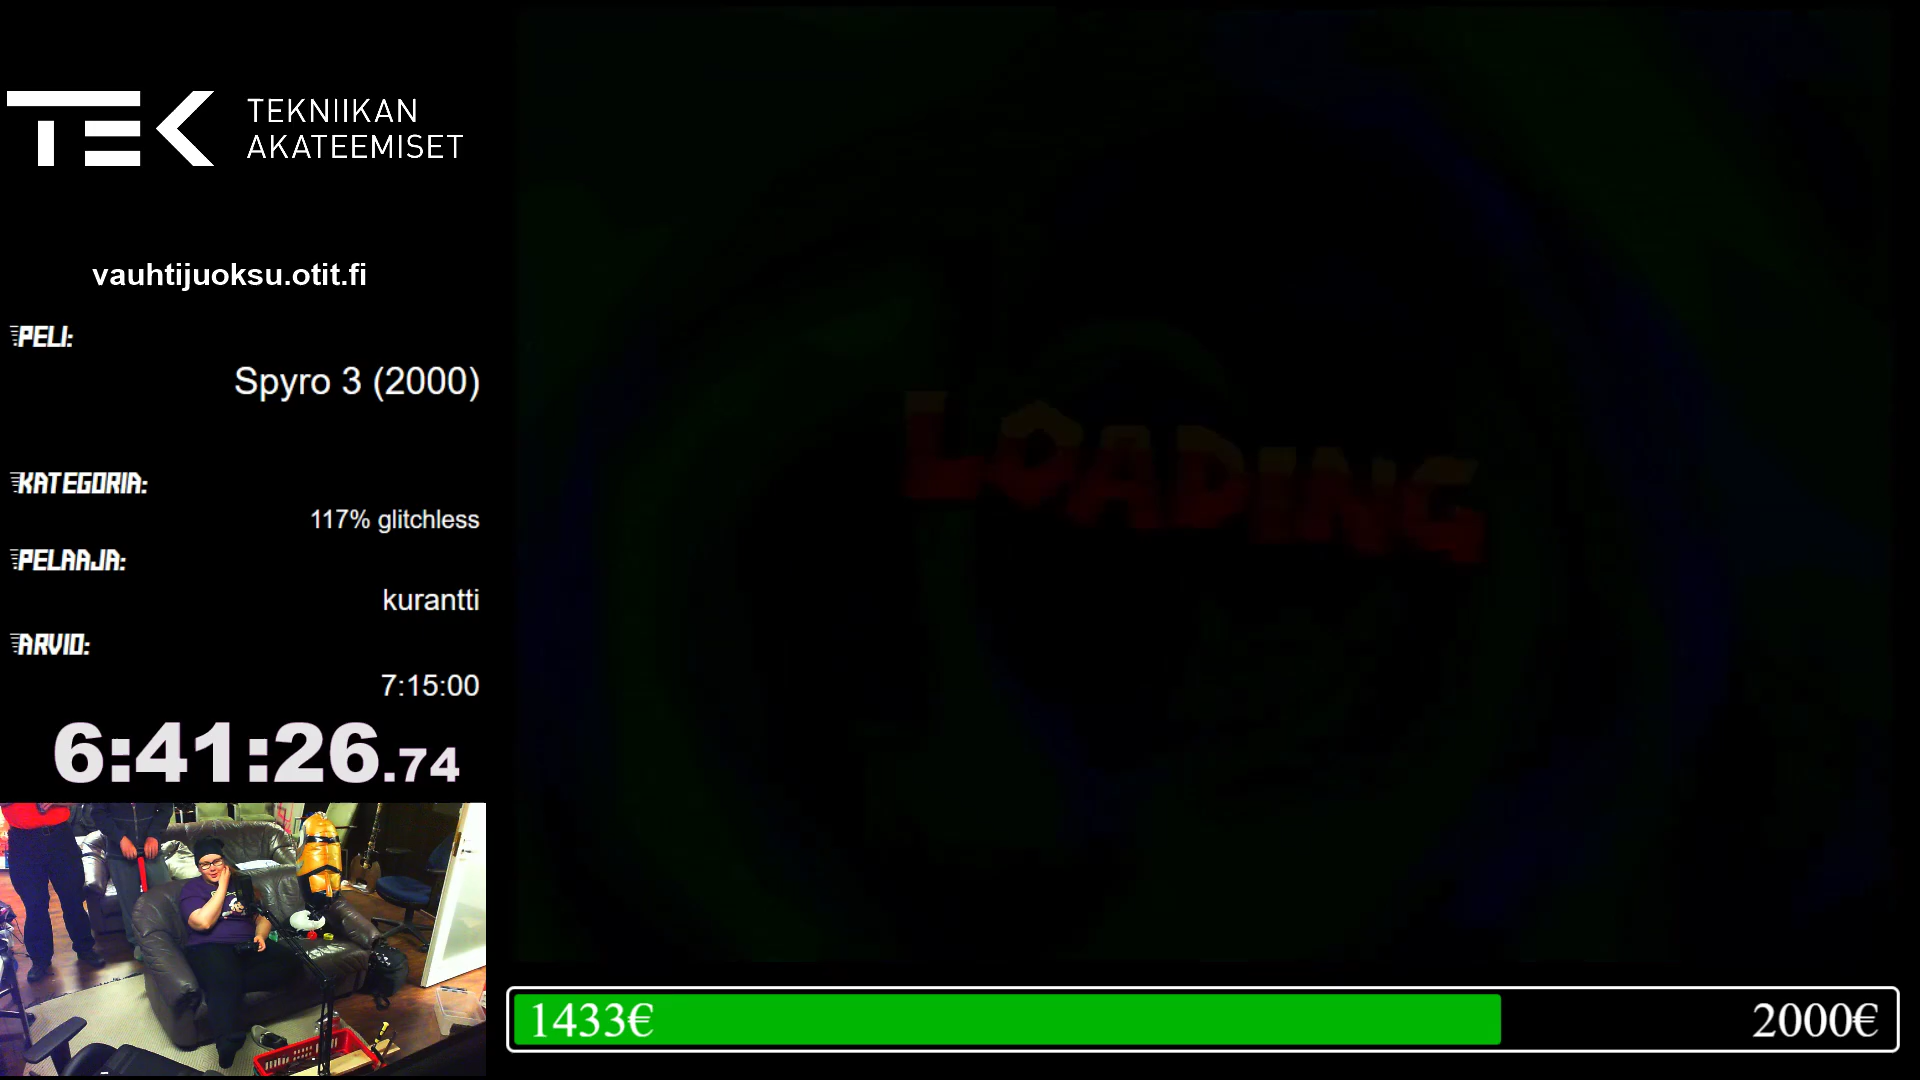 TEK
TEKNIIKAN
AKATEEMISET
vauhtijuoksu.otit.fi
PELI:
Spyro 3 (2000)
KATEGORIA:
117% glitchless
PELAAJA:
kurantti
ARVIO:
7:15:00
6:41:26.74
LOADING
1433€
2000€